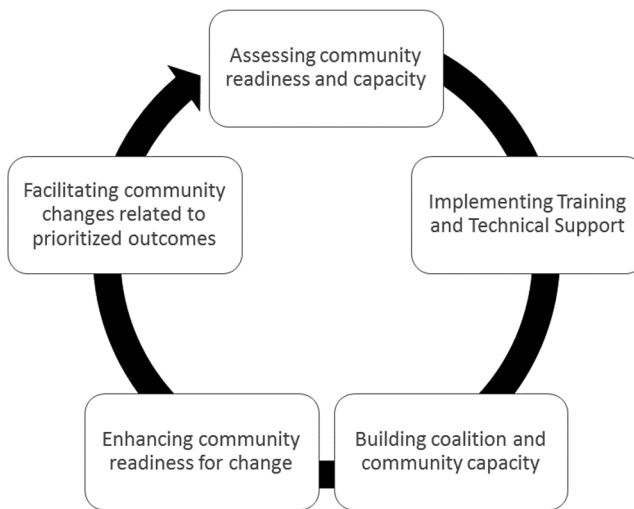 Assessing community
readiness and capacity
Implementing Training
and Technical Support
Building coalition and
community capacity
Enhancing community
readiness for change
Facilitating community
changes related to
prioritized outcomes